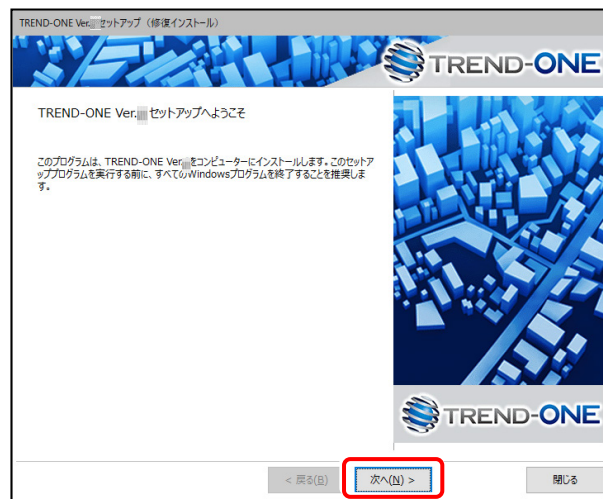 TREND-ONE Ver. セットアップ（修復インストール）
TREND-ONE
TREND-ONE Ver. セットアップへようこそ
このプログラムは、TREND-ONE Ver. をコンピューターにインストールします。このセットア
ッププログラムを実行する前に、すべてのWindowsプログラムを終了することを推奨しま
す。
TREND-ONE
< 戻る(B)
次へ(N) >
閉じる